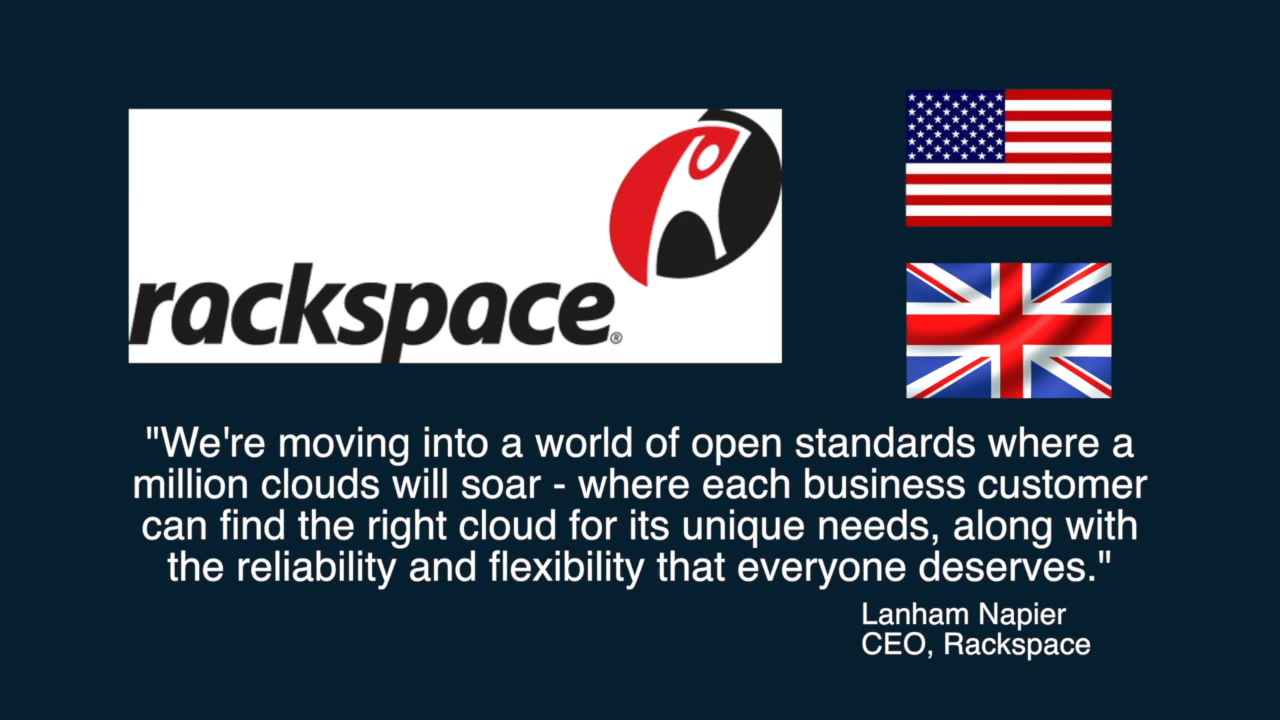 rackspace®
"We're moving into a world of open standards where a
million clouds will soar - where each business customer
can find the right cloud for its unique needs, along with
the reliability and flexibility that everyone deserves."
Lanham Napier
CEO, Rackspace